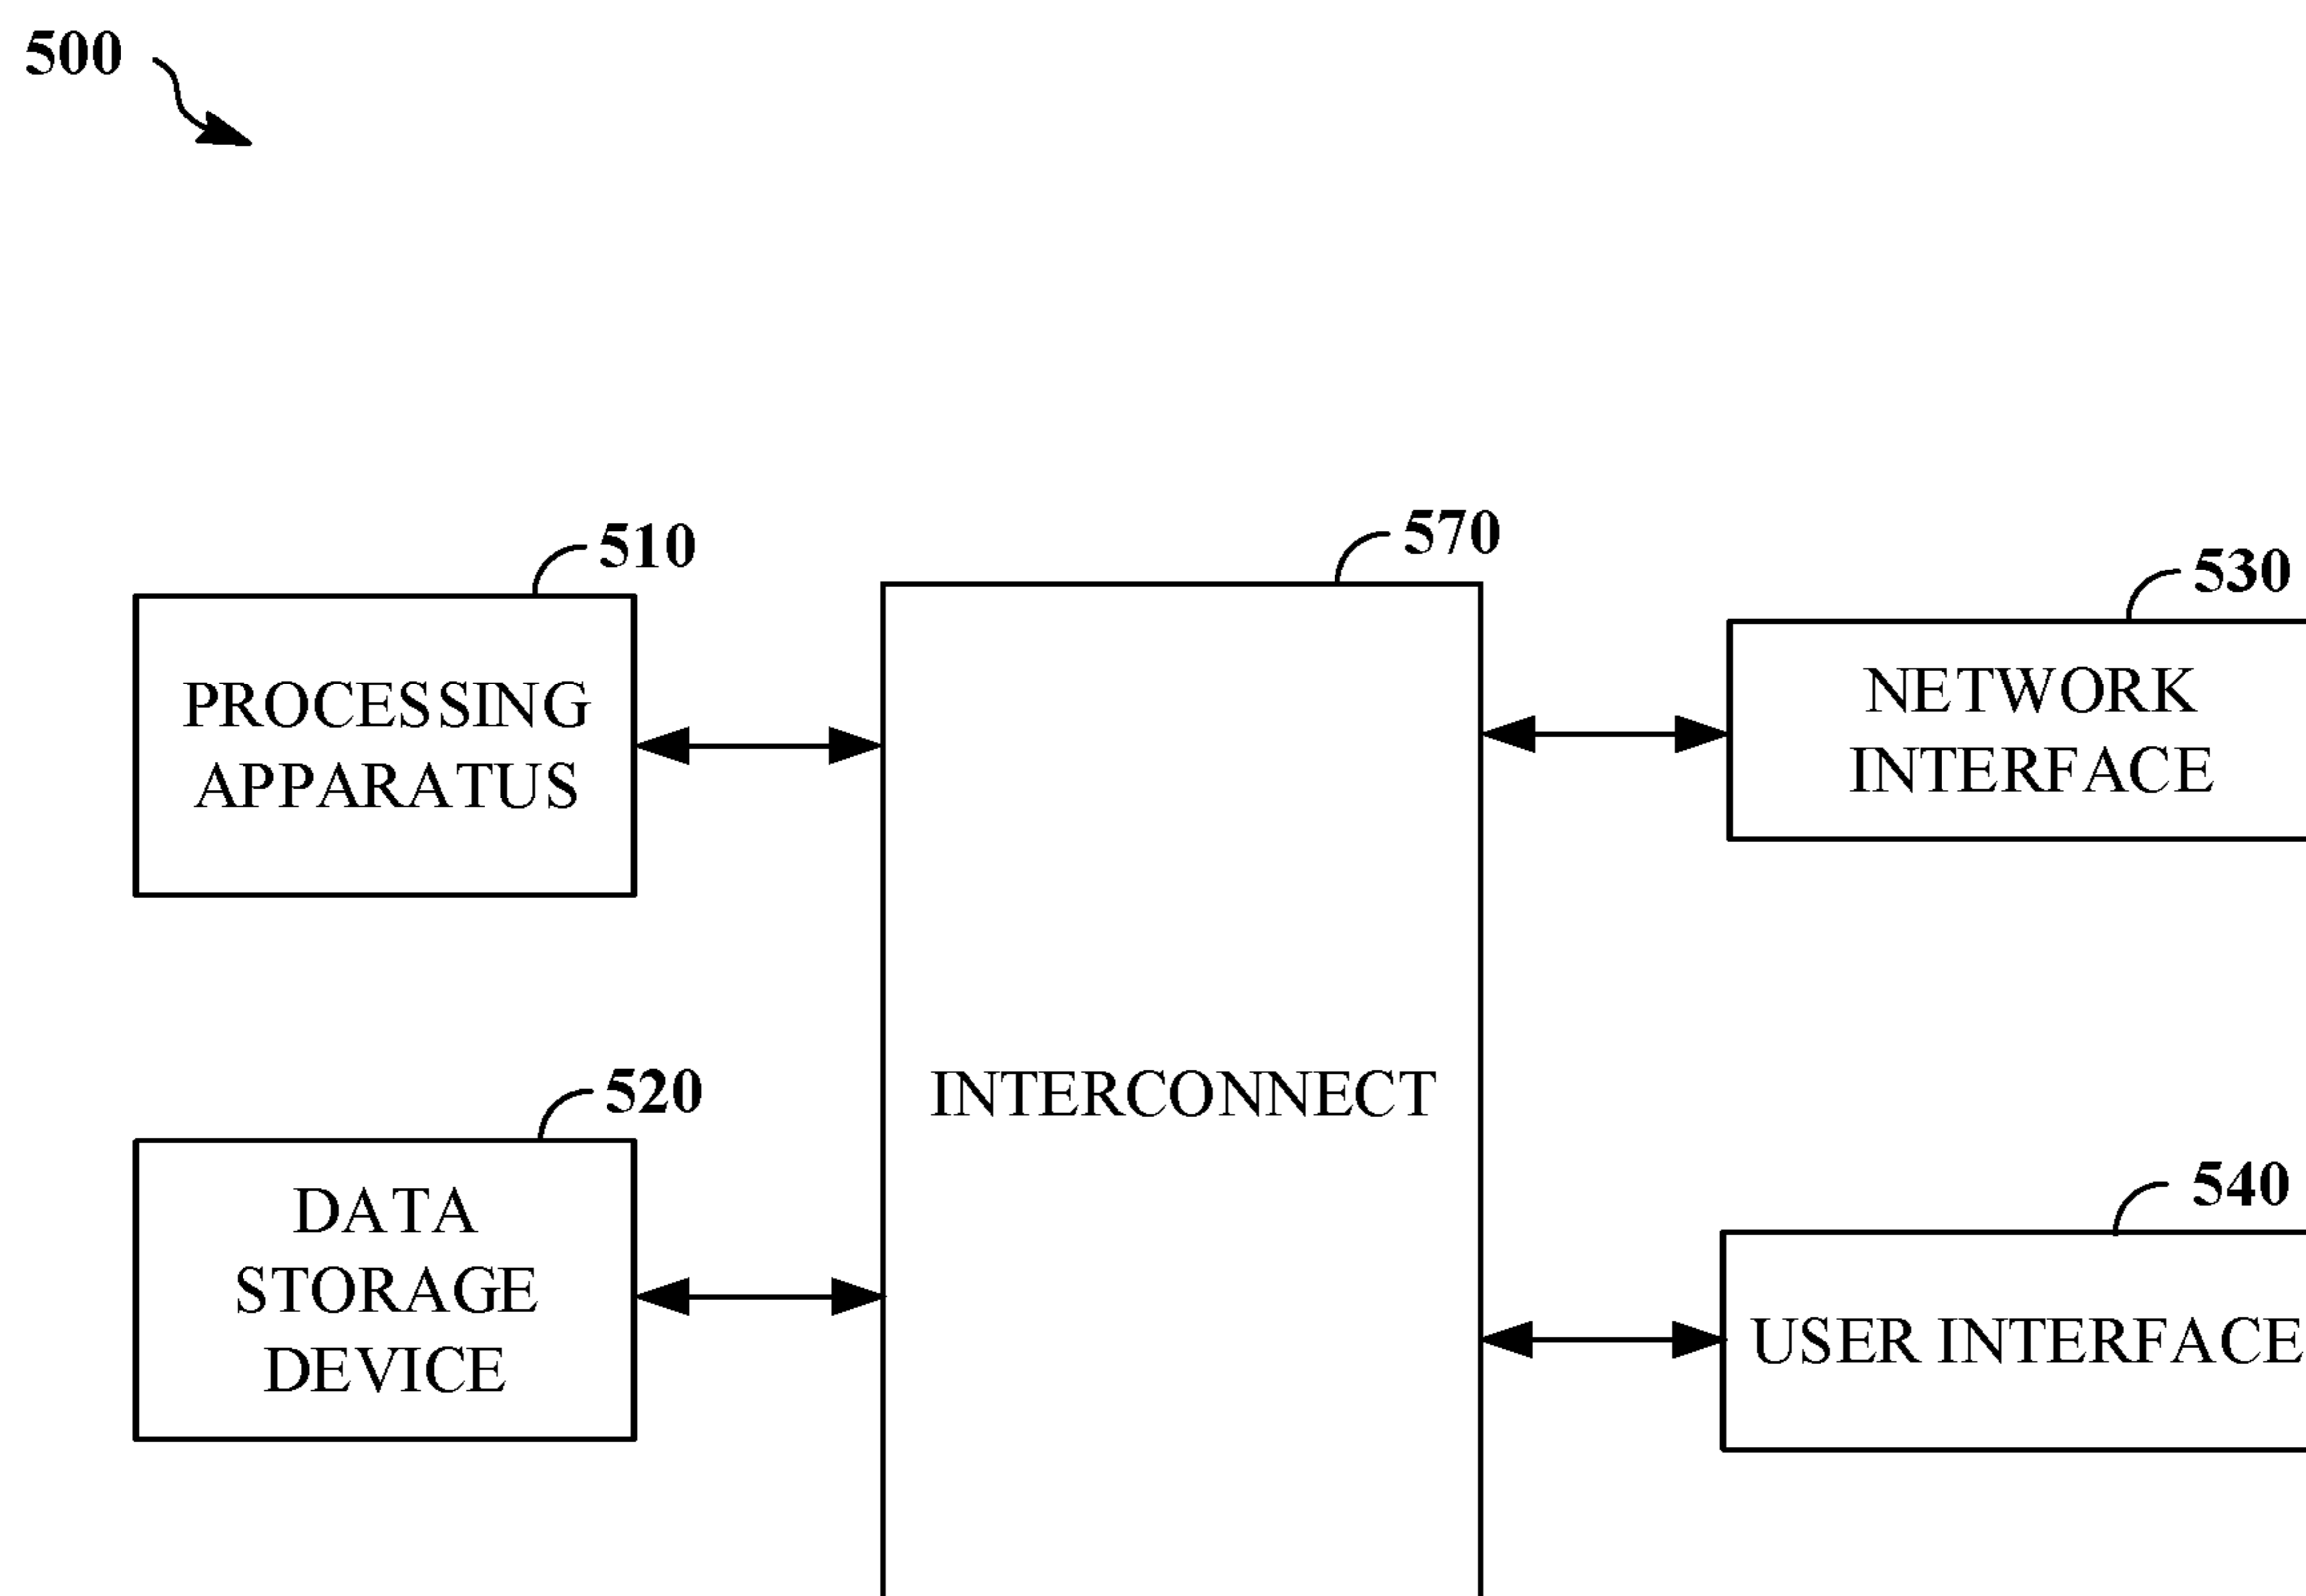 500
510
PROCESSING
APPARATUS
570
INTERCONNECT
530
NETWORK
INTERFACE
520
DATA
STORAGE
DEVICE
540
USER INTERFACE